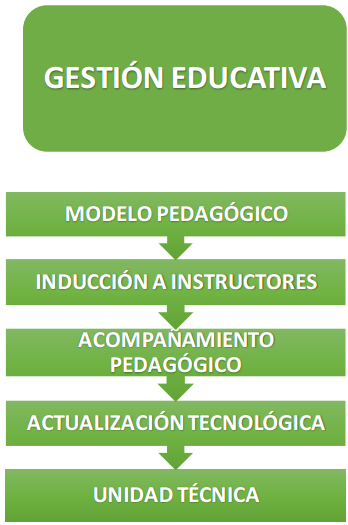 GESTIÓN EDUCATIVA
MODELO PEDAGÓGICO
INDUCCIÓN A INSTRUCTORES
ACOMPAÑAMIENTO
PEDAGÓGICO
ACTUALIZACIÓN TECNOLÓGICA
UNIDAD TÉCNICA